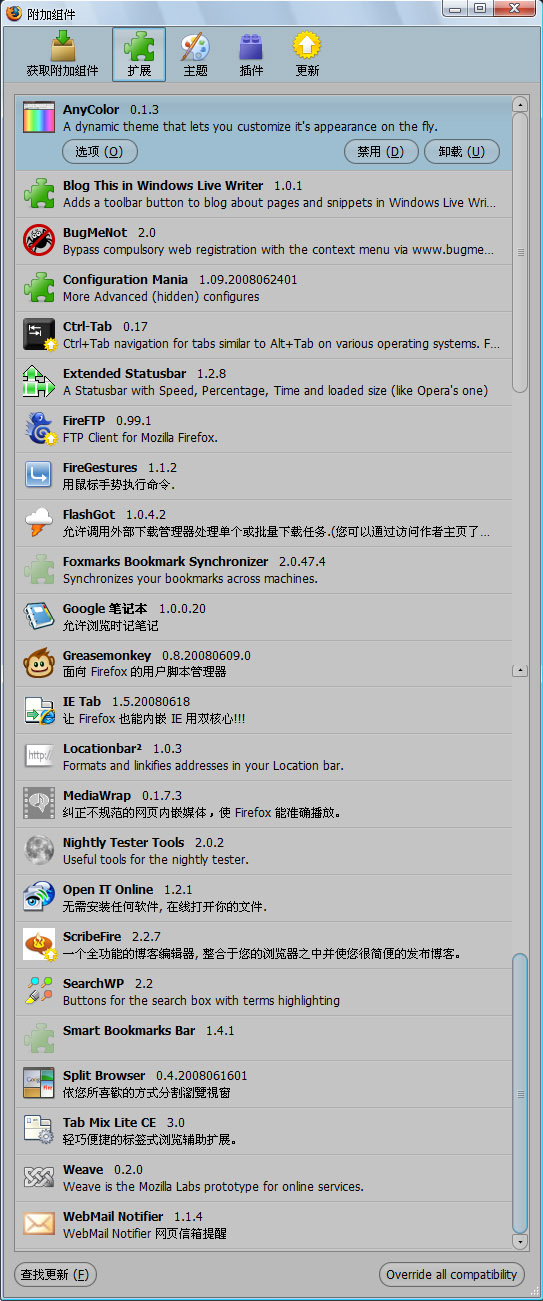 附加组件
获取附加组件 扩展 主题 插件 更新
AnyColor 0.1.3
A dynamic theme that lets you customize it's appearance on the fly.
选项 (O) 禁用 (D) 卸载 (U)
Blog This in Windows Live Writer 1.0.1
Adds a toolbar button to blog about pages and snippets in Windows Live Wri...
BugMeNot 2.0
Bypass compulsory web registration with the context menu via www.bugme...
Configuration Mania 1.09.2008062401
More Advanced (hidden) configures
Ctrl-Tab 0.17
Ctrl+Tab navigation for tabs similar to Alt+Tab on various operating systems. F...
Extended Statusbar 1.2.8
A Statusbar with Speed, Percentage, Time and loaded size (like Opera's one)
FireFTP 0.99.1
FTP Client for Mozilla Firefox.
FireGestures 1.1.2
用鼠标手势执行命令.
FlashGot 1.0.4.2
允许调用外部下载管理器处理单个或批量下载任务.(您可以通过访问作者主页了...
Foxmarks Bookmark Synchronizer 2.0.47.4
Synchronizes your bookmarks across machines.
Google 笔记本 1.0.0.20
允许浏览时记笔记
Greasemonkey 0.8.20080609.0
面向 Firefox 的用户脚本管理器
IE Tab 1.5.20080618
让 Firefox 也能内嵌 IE 用双核心!!!
http:/
Locationbar² 1.0.3
Formats and linkifies addresses in your Location bar.
MediaWrap 0.1.7.3
纠正不规范的网页内嵌媒体，使 Firefox 能准确播放。
Nightly Tester Tools 2.0.2
Useful tools for the nightly tester.
Open IT Online 1.2.1
无需安装任何软件, 在线打开你的文件.
ScribeFire 2.2.7
一个全功能的博客编辑器, 整合于您的浏览器之中并使您很简便的发布博客。
SearchWP 2.2
Buttons for the search box with terms highlighting
Smart Bookmarks Bar 1.4.1
Split Browser 0.4.2008061601
依您所喜歡的方式分割瀏覽視窗
Tab Mix Lite CE 3.0
轻巧便捷的标签式浏览辅助扩展。
Weave 0.2.0
Weave is the Mozilla Labs prototype for online services.
WebMail Notifier 1.1.4
WebMail Notifier 网页信箱提醒
查找更新 (F) Override all compatibility